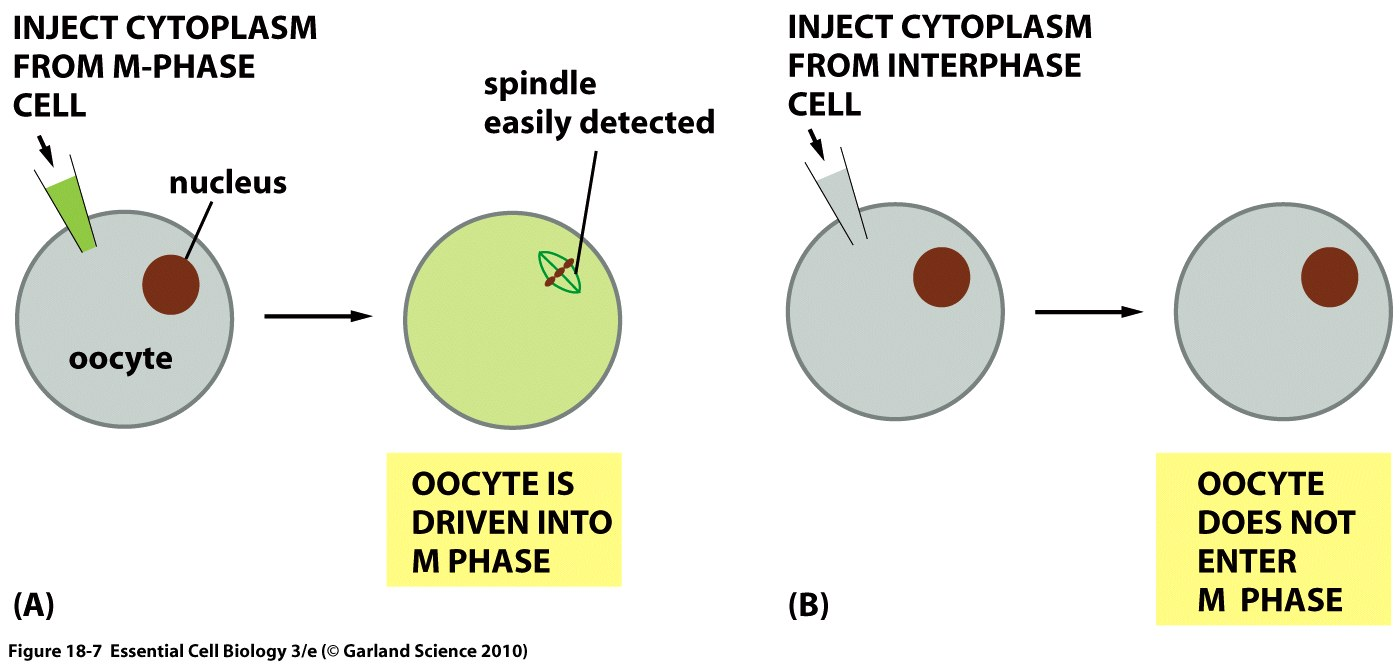 INJECT CYTOPLASM
FROM M-PHASE
CELL
nucleus
oocyte
spindle
easily detected
OOCYTE IS
DRIVEN INTO
M PHASE
(A)
INJECT CYTOPLASM
FROM INTERPHASE
CELL
OOCYTE
DOES NOT
ENTER
M PHASE
(B)
Figure 18-7 Essential Cell Biology 3/e (© Garland Science 2010)